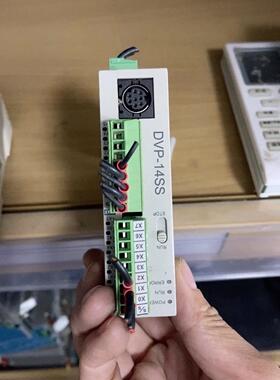 DVP-14SS
STOP
RUN
X7
X6
X5
X4
X3
X2
X1
X0
S/S
ERROR
RUN
POWER